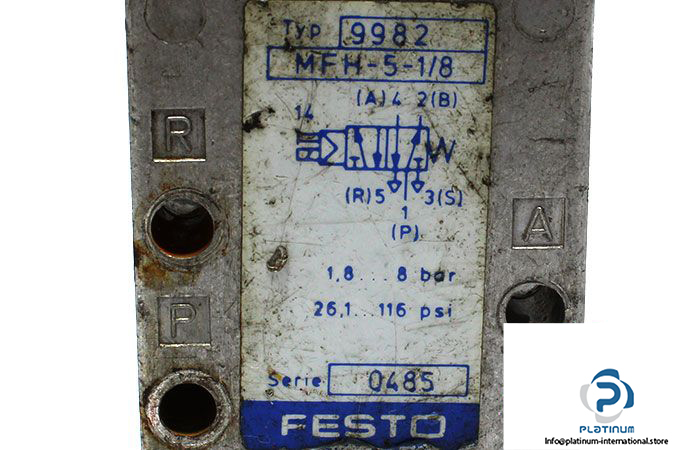 Typ 9982
MFH-5-1/8
(A) 4 2(B)
14
R
(R) 5 3(S)
1
(P)
A
1,8...8 bar
26,1...116 psi
P
Serie 0485
FESTO
PLATINUM
Info@platinum-international.store